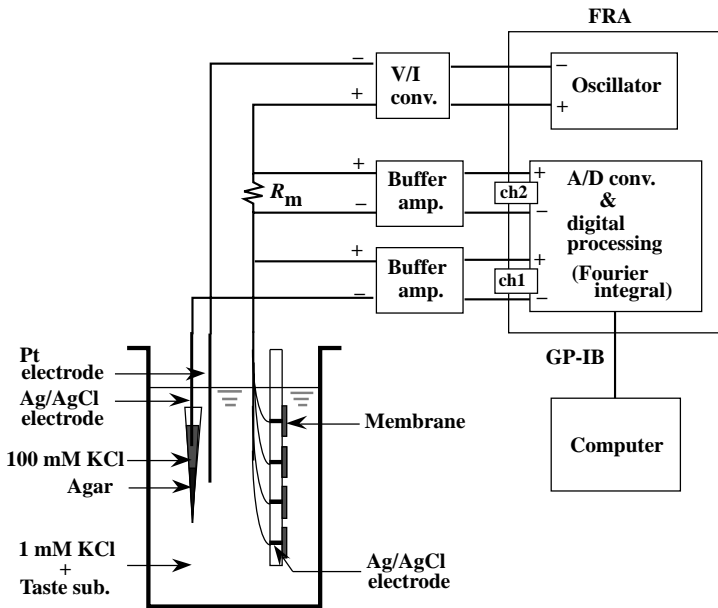 FRA
− V/I − Oscillator
+ conv. +
+ Buffer + A/D conv.
ch2 &
− amp. − digital
processing
R_m
+ Buffer + (Fourier
ch1 integral)
− amp. −
GP-IB
Computer
Pt
electrode
Ag/AgCl
electrode
100 mM KCl
Agar
1 mM KCl
+
Taste sub.
Membrane
Ag/AgCl
electrode